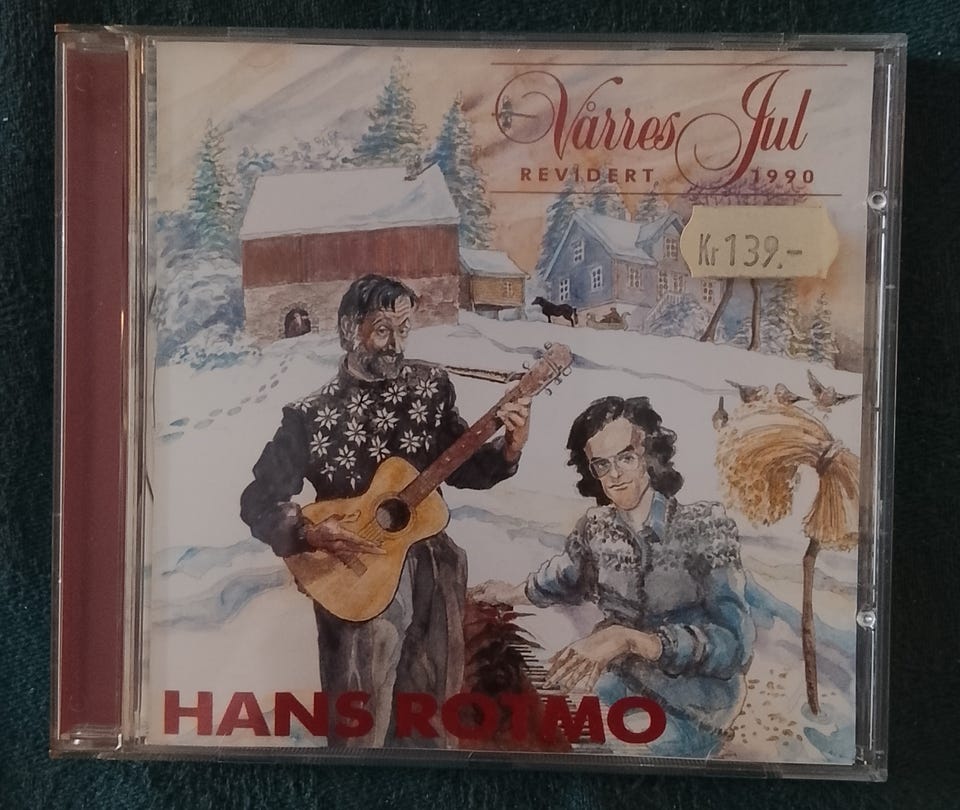 Vårres Jul
REVIDERT 1990
Kr 139.-
HANS ROTMO